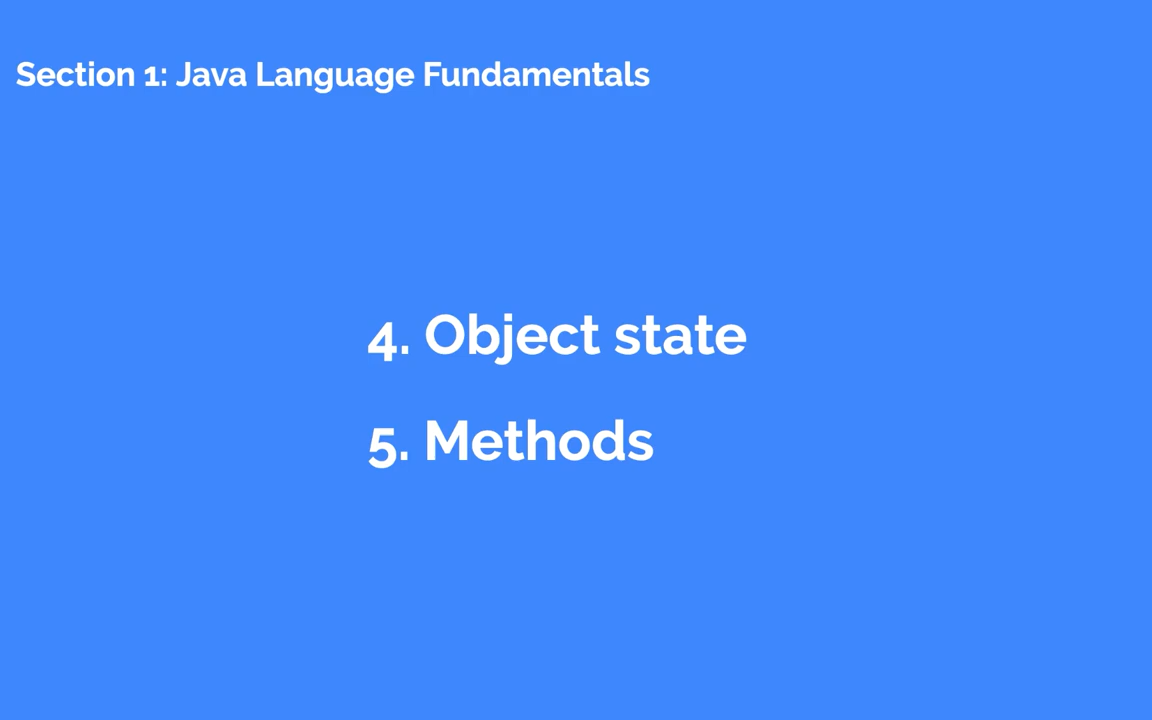 Section 1: Java Language Fundamentals
4. Object state
5. Methods